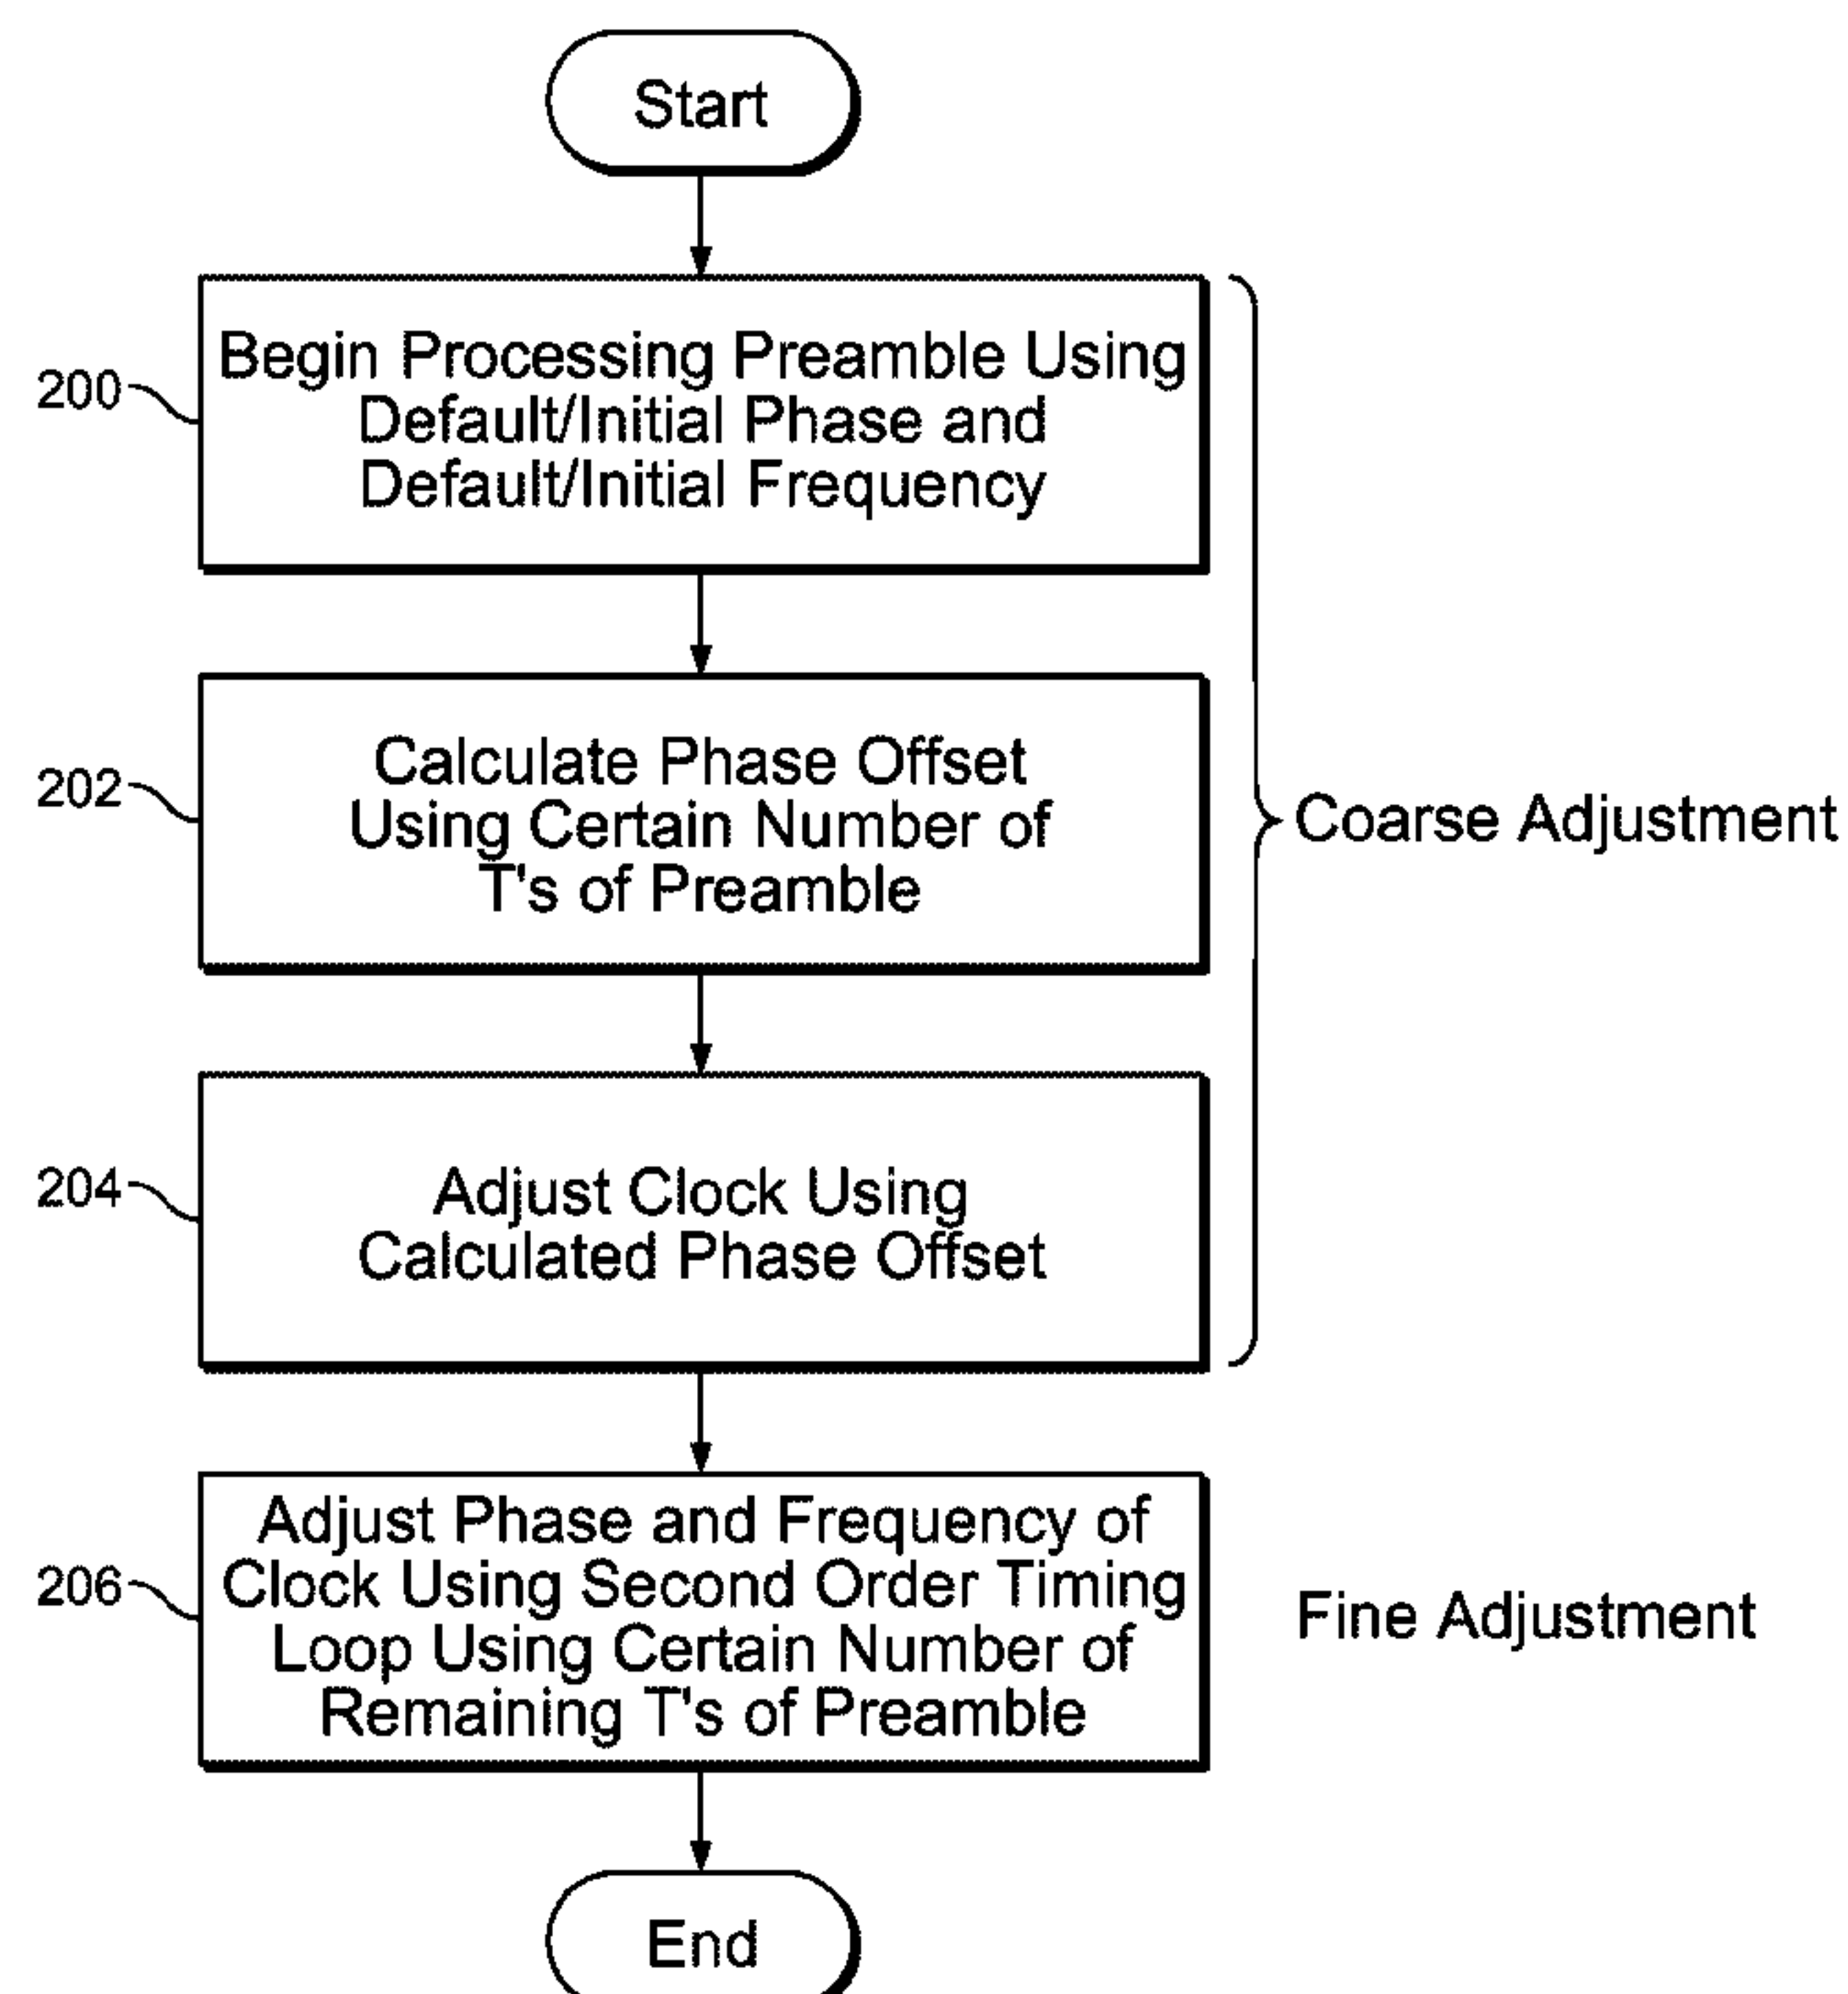 Start
200
Begin Processing Preamble Using
Default/Initial Phase and
Default/Initial Frequency
202
Calculate Phase Offset
Using Certain Number of
T's of Preamble
Coarse Adjustment
204
Adjust Clock Using
Calculated Phase Offset
206
Adjust Phase and Frequency of
Clock Using Second Order Timing
Loop Using Certain Number of
Remaining T's of Preamble
Fine Adjustment
End